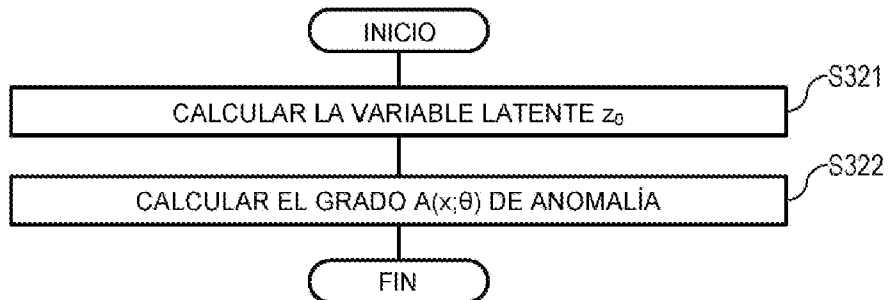 INICIO
CALCULAR LA VARIABLE LATENTE z₀
S321
CALCULAR EL GRADO A(x;θ) DE ANOMALÍA
S322
FIN